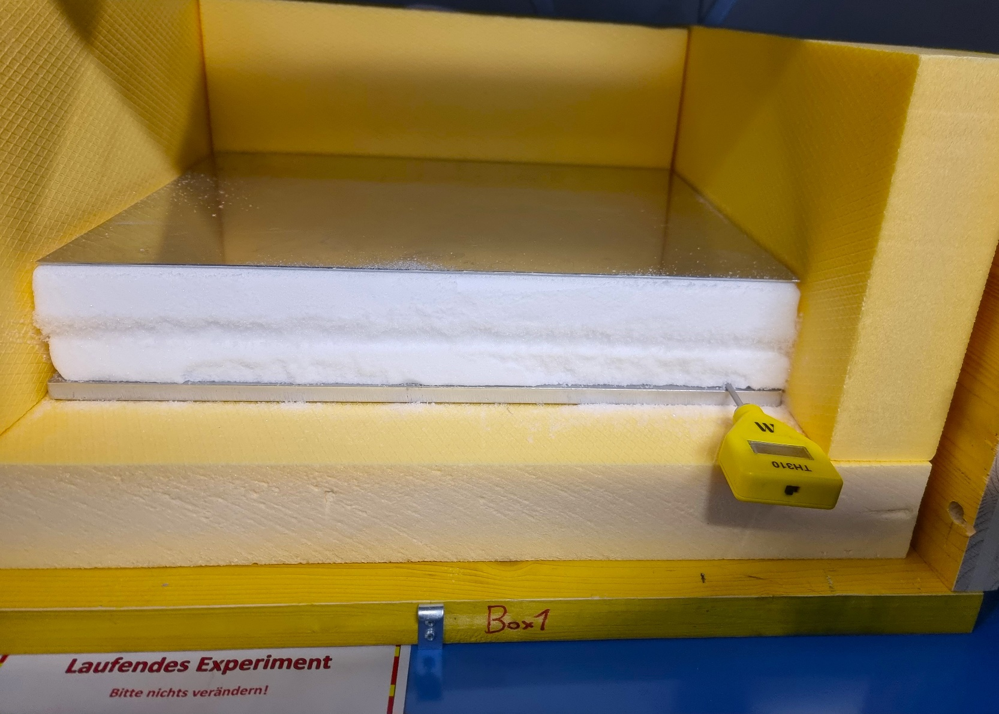 W
TH310
Box1
Laufendes Experiment
Bitte nichts verändern!